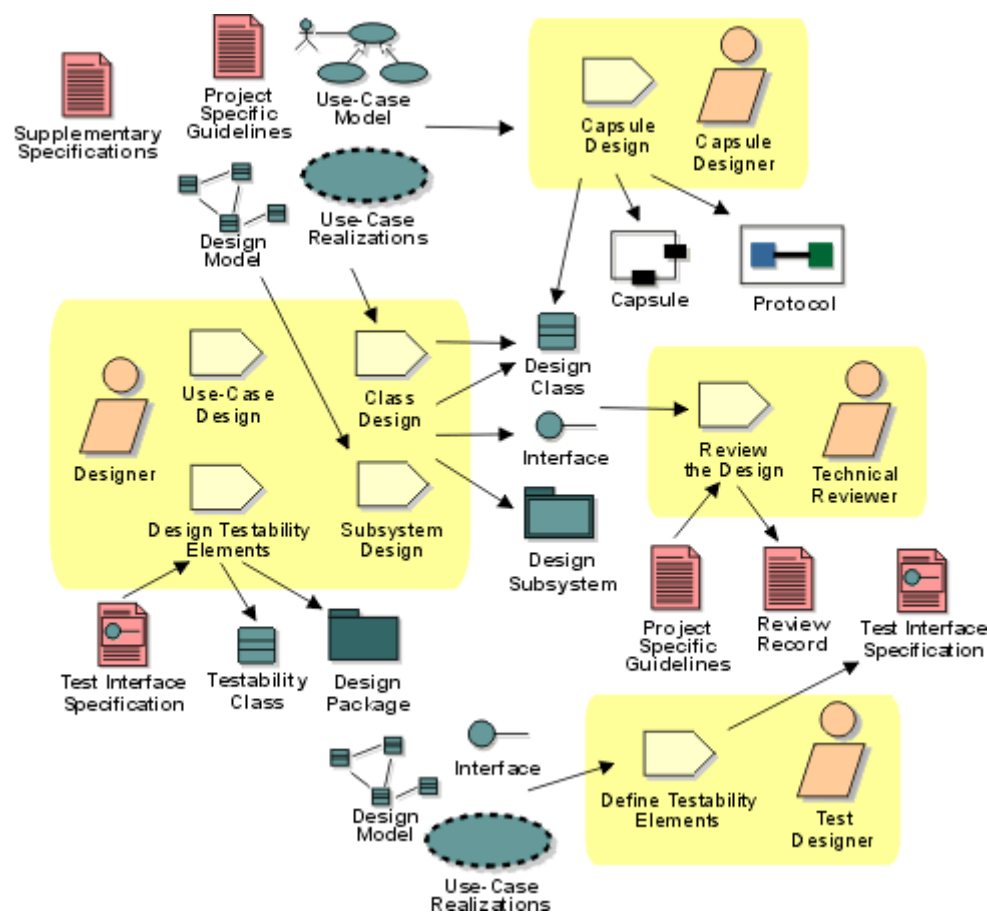 Supplementary
Specifications
Project
Specific
Guidelines
Use-Case
Model
Capsule
Design
Capsule
Designer
Design
Model
Use-Case
Realizations
Capsule
Protocol
Designer
Use-Case
Design
Class
Design
Design
Class
Interface
Review
the Design
Technical
Reviewer
Design Testability
Elements
Subsystem
Design
Design
Subsystem
Test Interface
Specification
Testability
Class
Design
Package
Project
Specific
Guidelines
Review
Record
Test Interface
Specification
Design
Model
Interface
Use-Case
Realizations
Define Testability
Elements
Test
Designer